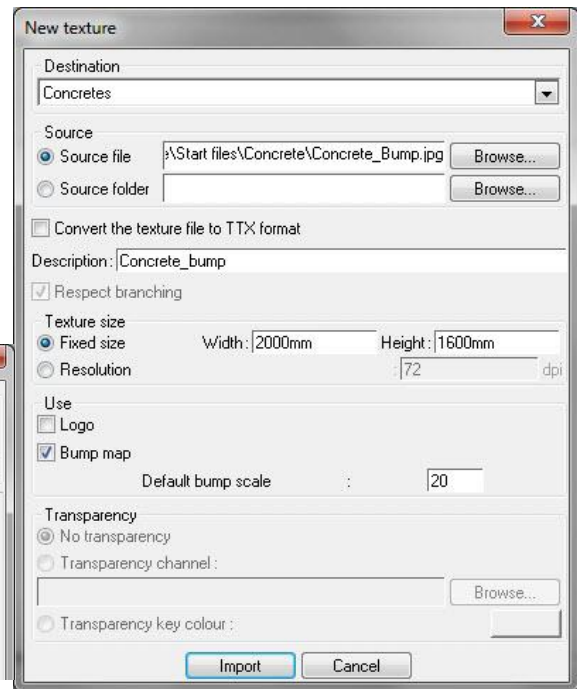 New texture
Destination
Concretes
Source
Source file e\Start files\Concrete\Concrete_Bump.jpg Browse...
Source folder Browse...
Convert the texture file to TTX format
Description: Concrete_bump
Respect branching
Texture size
Fixed size Width: 2000mm Height: 1600mm
Resolution : 72 dpi
Use
Logo
Bump map
Default bump scale : 20
Transparency
No transparency
Transparency channel :
Browse...
Transparency key colour :
Import Cancel